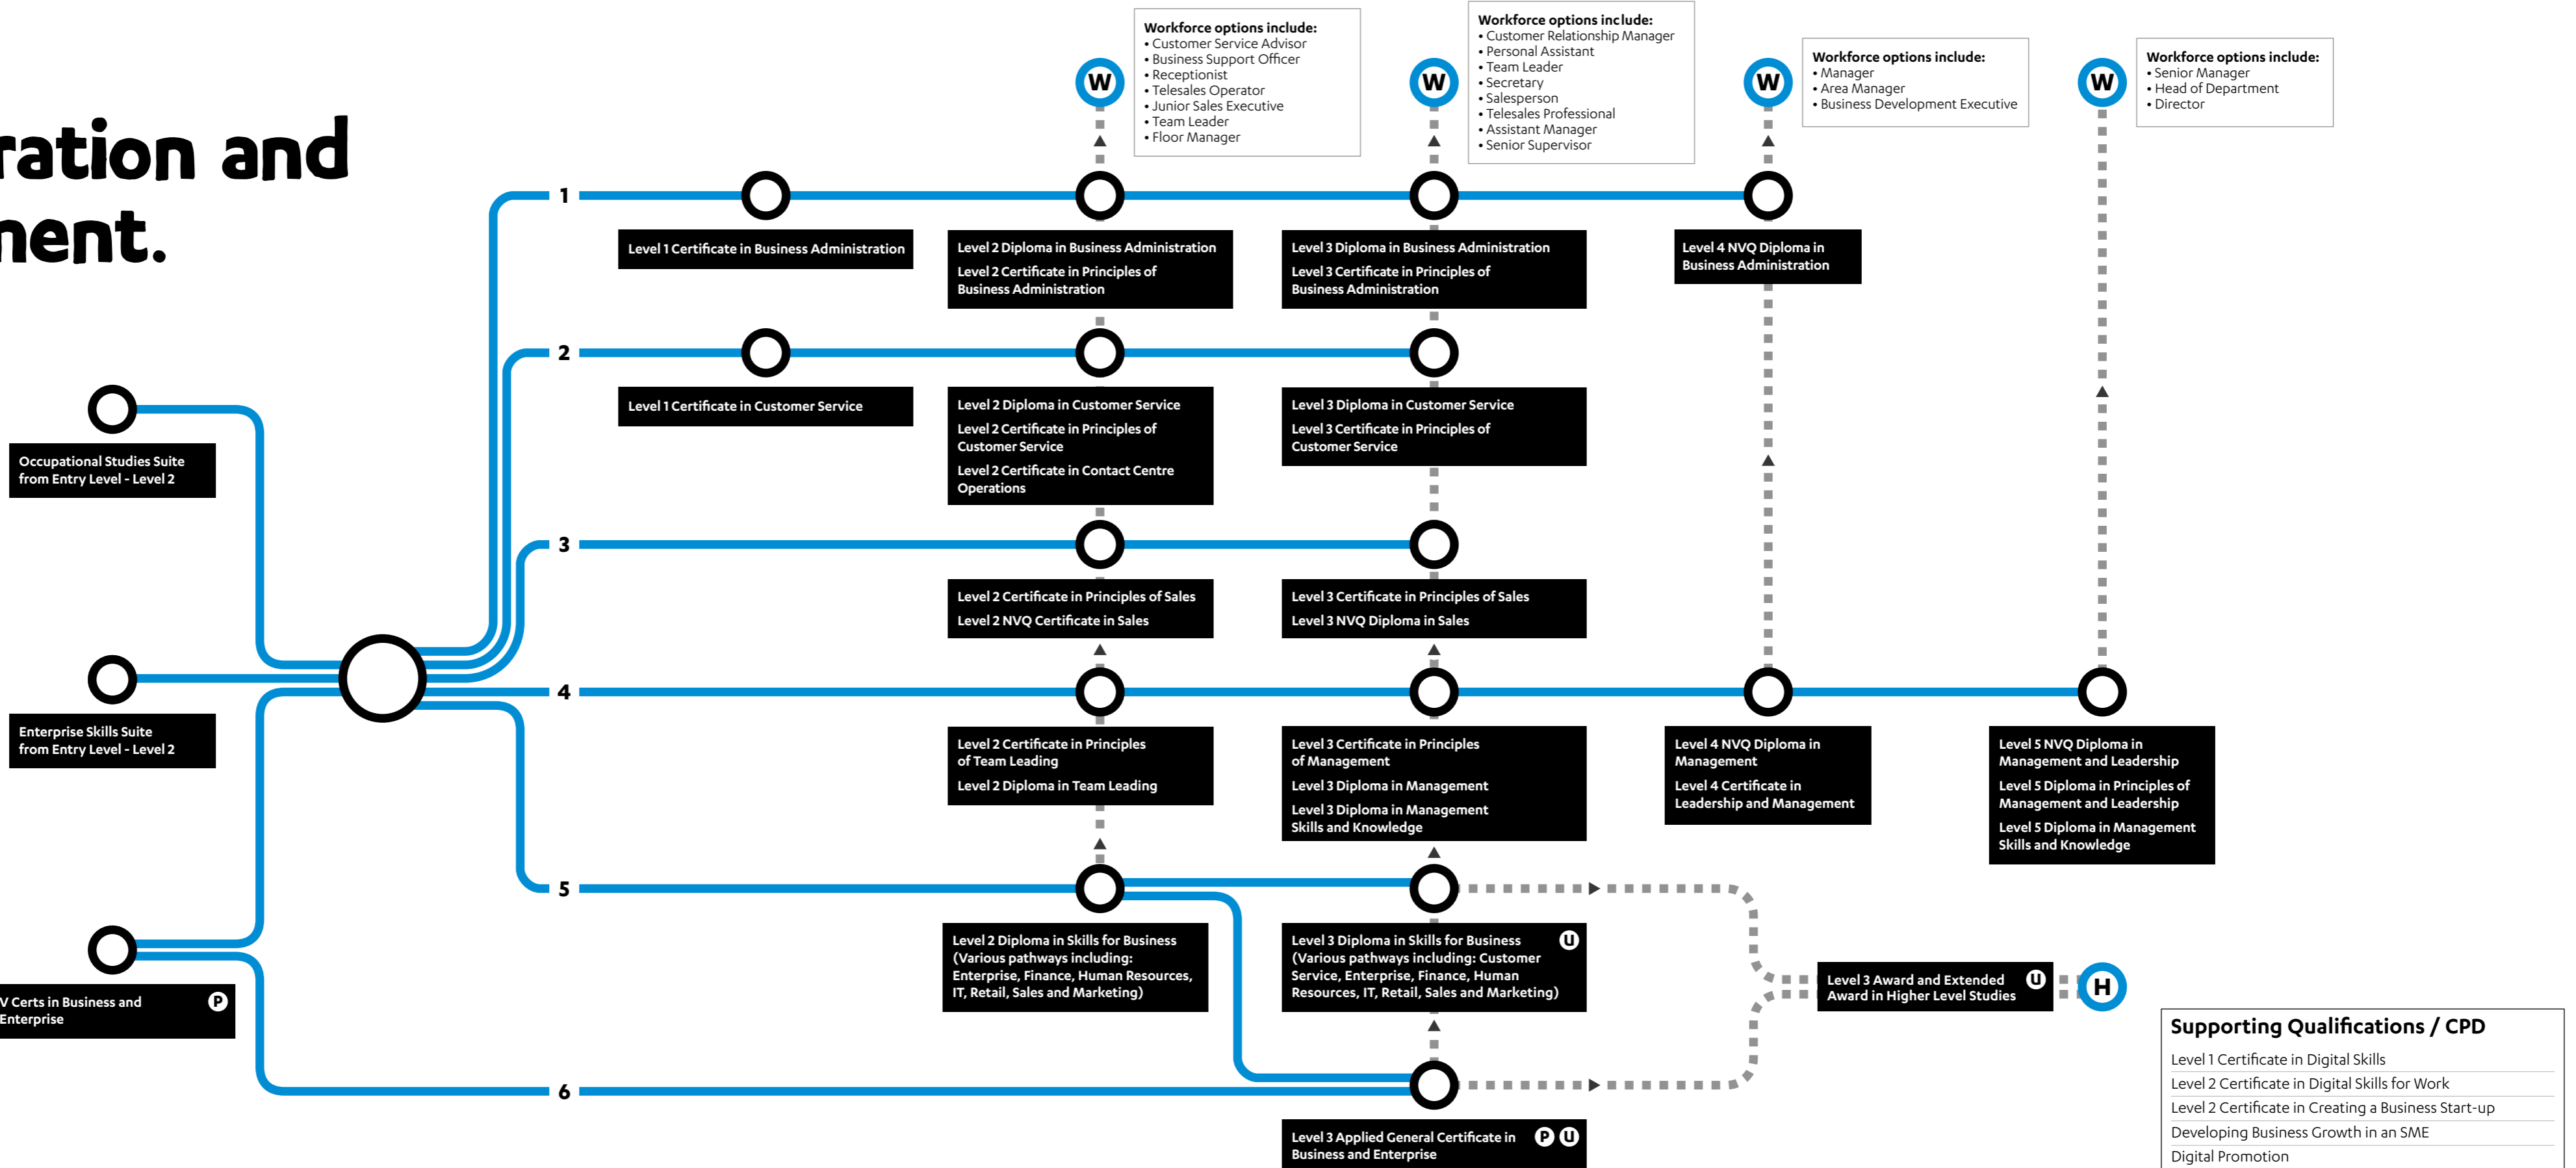 ration and
ment.
Workforce options include:
• Customer Service Advisor
• Business Support Officer
• Receptionist
• Telesales Operator
• Junior Sales Executive
• Team Leader
• Floor Manager
Workforce options include:
• Customer Relationship Manager
• Personal Assistant
• Team Leader
• Secretary
• Salesperson
• Telesales Professional
• Assistant Manager
• Senior Supervisor
Workforce options include:
• Manager
• Area Manager
• Business Development Executive
Workforce options include:
• Senior Manager
• Head of Department
• Director
W
W
W
W
1
Level 1 Certificate in Business Administration
Level 2 Diploma in Business Administration
Level 2 Certificate in Principles of
Business Administration
Level 3 Diploma in Business Administration
Level 3 Certificate in Principles of
Business Administration
Level 4 NVQ Diploma in
Business Administration
2
Level 1 Certificate in Customer Service
Level 2 Diploma in Customer Service
Level 2 Certificate in Principles of
Customer Service
Level 2 Certificate in Contact Centre
Operations
Level 3 Diploma in Customer Service
Level 3 Certificate in Principles of
Customer Service
Occupational Studies Suite
from Entry Level - Level 2
3
Level 2 Certificate in Principles of Sales
Level 2 NVQ Certificate in Sales
Level 3 Certificate in Principles of Sales
Level 3 NVQ Diploma in Sales
Enterprise Skills Suite
from Entry Level - Level 2
4
Level 2 Certificate in Principles
of Team Leading
Level 2 Diploma in Team Leading
Level 3 Certificate in Principles
of Management
Level 3 Diploma in Management
Level 3 Diploma in Management
Skills and Knowledge
Level 4 NVQ Diploma in
Management
Level 4 Certificate in
Leadership and Management
Level 5 NVQ Diploma in
Management and Leadership
Level 5 Diploma in Principles of
Management and Leadership
Level 5 Diploma in Management
Skills and Knowledge
5
Level 2 Diploma in Skills for Business
(Various pathways including:
Enterprise, Finance, Human Resources,
IT, Retail, Sales and Marketing)
Level 3 Diploma in Skills for Business U
(Various pathways including: Customer
Service, Enterprise, Finance, Human
Resources, IT, Retail, Sales and Marketing)
Level 3 Award and Extended U
Award in Higher Level Studies
H
V Certs in Business and P
Enterprise
6
Level 3 Applied General Certificate in P U
Business and Enterprise
Supporting Qualifications / CPD
Level 1 Certificate in Digital Skills
Level 2 Certificate in Digital Skills for Work
Level 2 Certificate in Creating a Business Start-up
Developing Business Growth in an SME
Digital Promotion